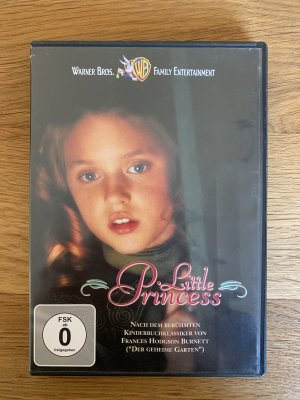 WARNER BROS. WB FAMILY ENTERTAINMENT
Little
Princess
NACH DEM BERÜHMTEN
KINDERBUCHKLASSIKER VON
FRANCES HODGSON BURNETT
("DER GEHEIME GARTEN")
FSK
ab
0
freigegeben